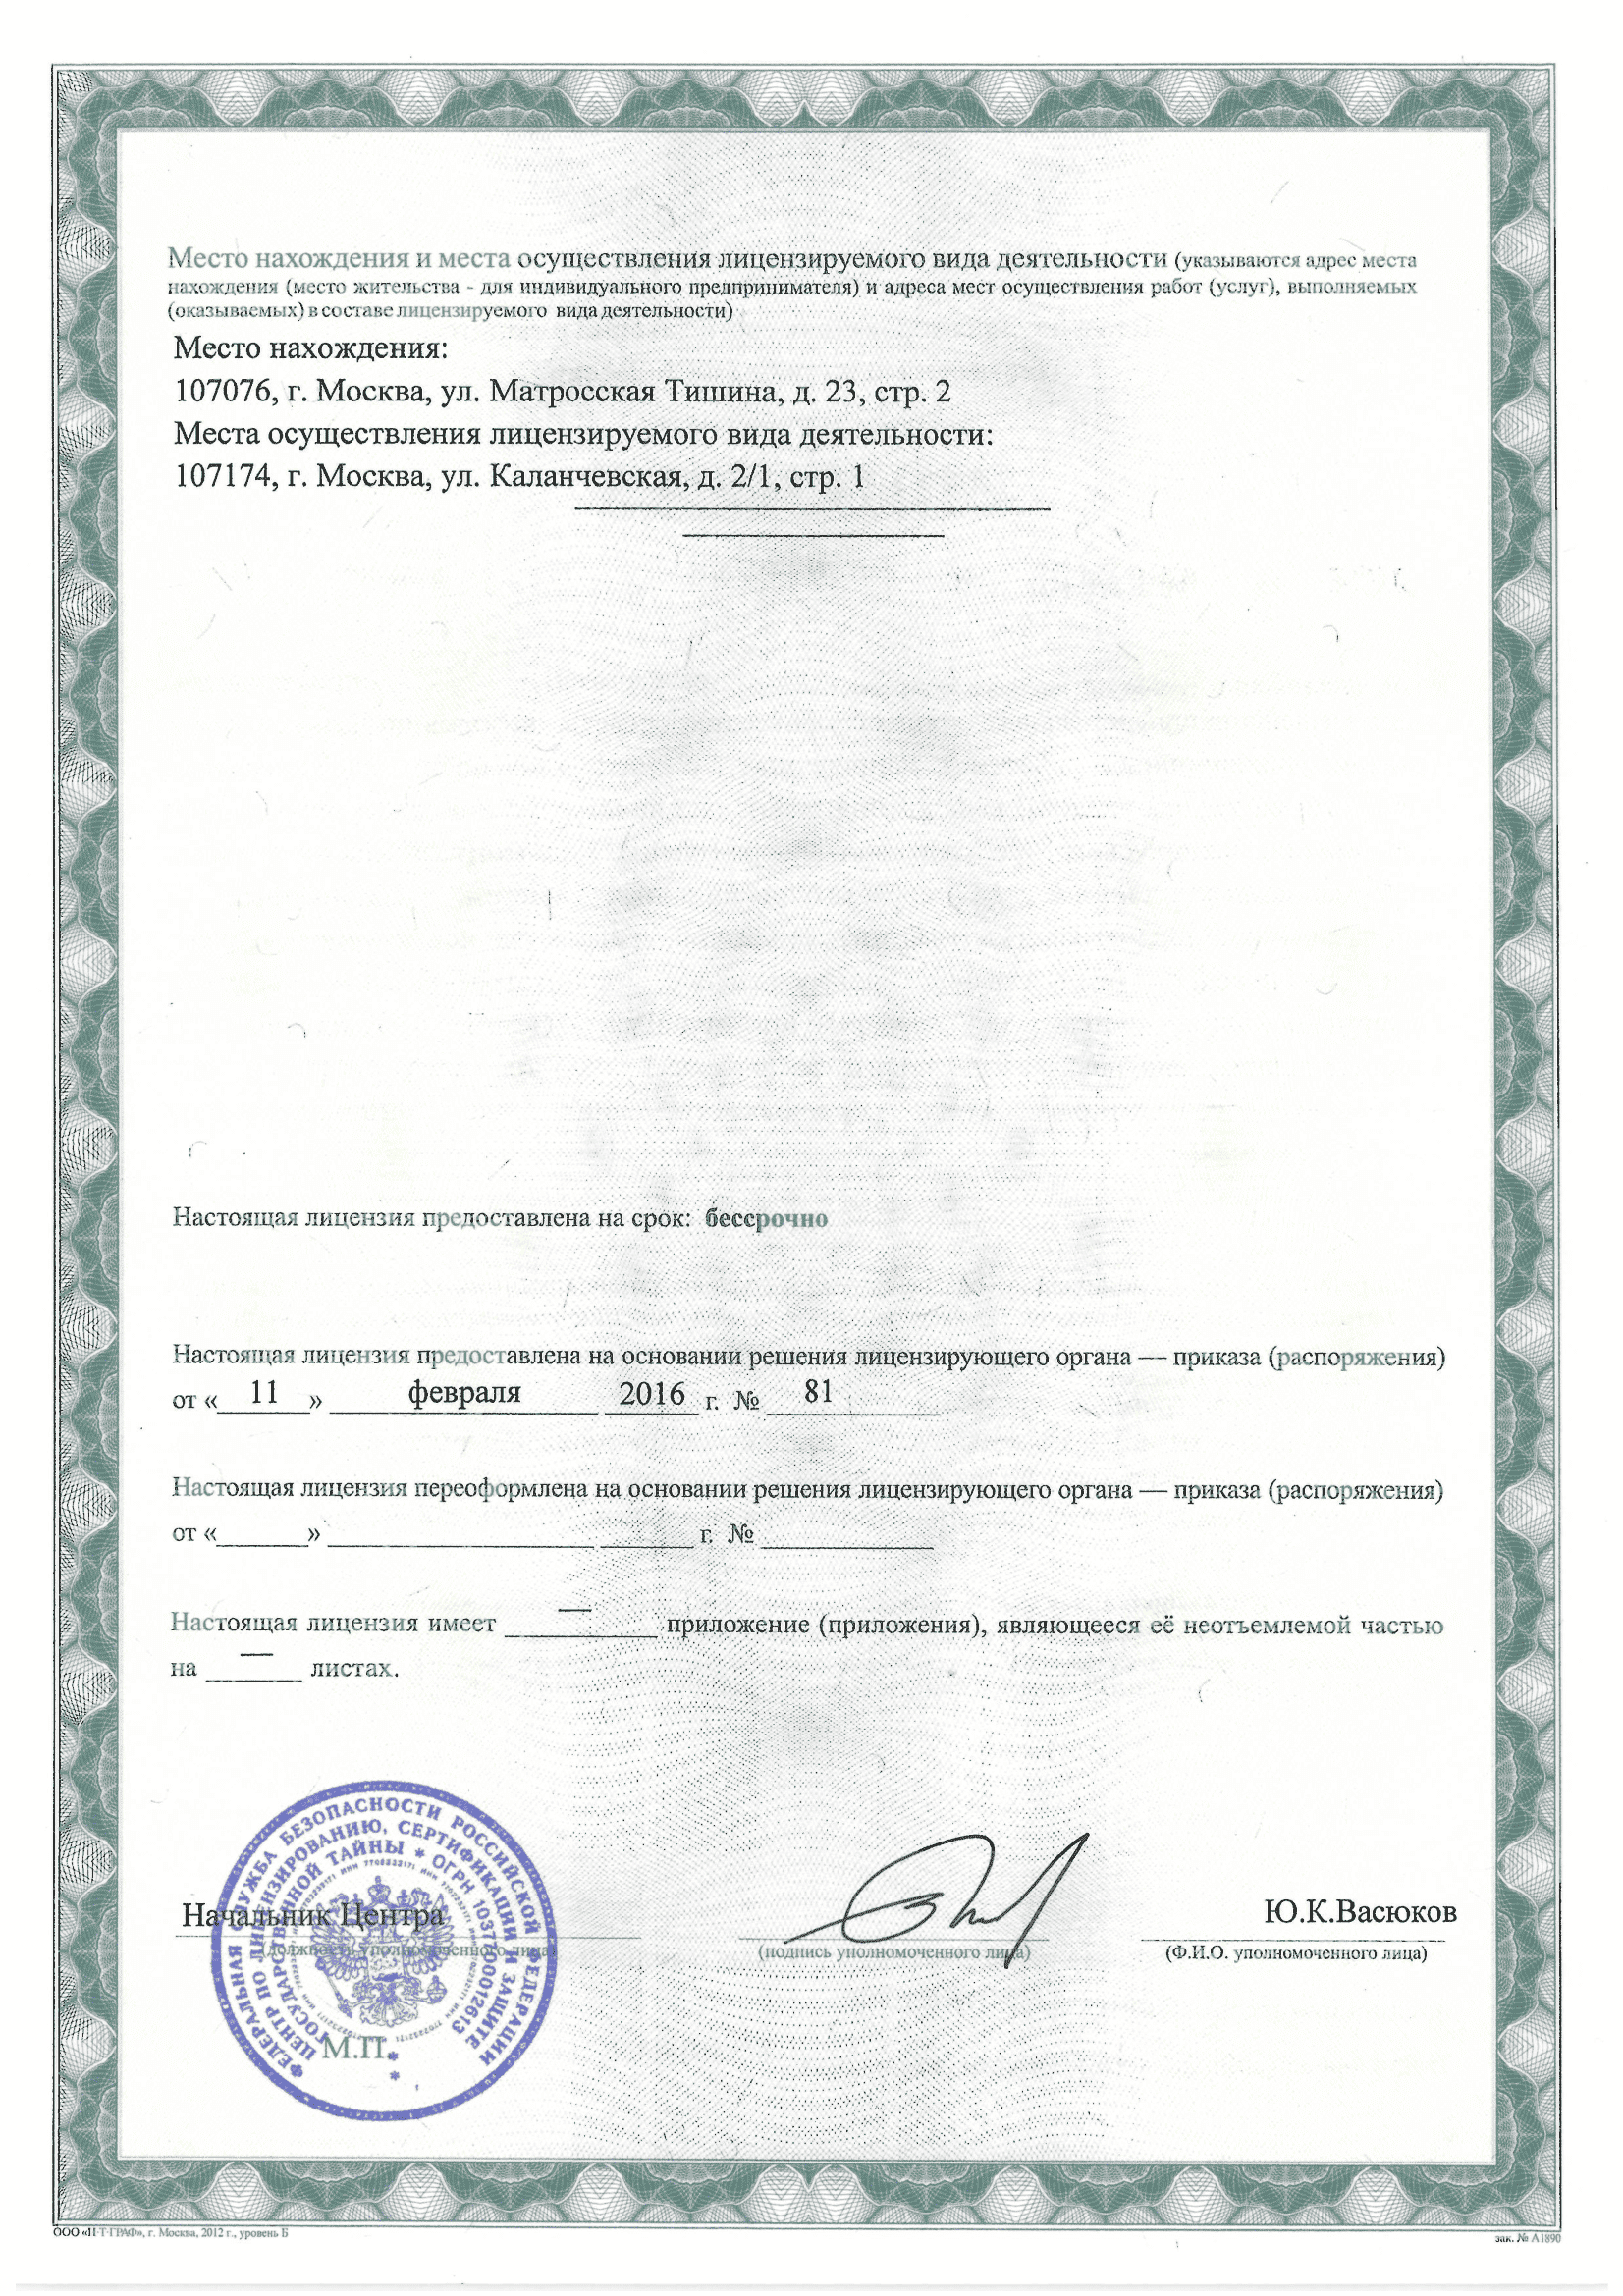 Место нахождения и места осуществления лицензируемого вида деятельности (указываются адрес места
нахождения (место жительства - для индивидуального предпринимателя) и адреса мест осуществления работ (услуг), выполняемых
(оказываемых) в составе лицензируемого вида деятельности)
Место нахождения:
107076, г. Москва, ул. Матросская Тишина, д. 23, стр. 2
Места осуществления лицензируемого вида деятельности:
107174, г. Москва, ул. Каланчевская, д. 2/1, стр. 1
Настоящая лицензия предоставлена на срок: бессрочно
Настоящая лицензия предоставлена на основании решения лицензирующего органа — приказа (распоряжения)
от « 11 » февраля 2016 г. № 81
Настоящая лицензия переоформлена на основании решения лицензирующего органа — приказа (распоряжения)
от «______» ______ ______ г. № ______
Настоящая лицензия имеет — приложение (приложения), являющееся её неотъемлемой частью
на — листах.
Начальник Центра
(должность уполномоченного лица)
(подпись уполномоченного лица)
Ю.К.Васюков
(Ф.И.О. уполномоченного лица)
ФЕДЕРАЛЬНАЯ СЛУЖБА БЕЗОПАСНОСТИ РОССИЙСКОЙ ФЕДЕРАЦИИ
ЦЕНТР ПО ЛИЦЕНЗИРОВАНИЮ, СЕРТИФИКАЦИИ И ЗАЩИТЕ
ГОСУДАРСТВЕННОЙ ТАЙНЫ * ОГРН 1037700012613
М.П.
г. Москва, 2012 г., уровень Б
зак. № А1890